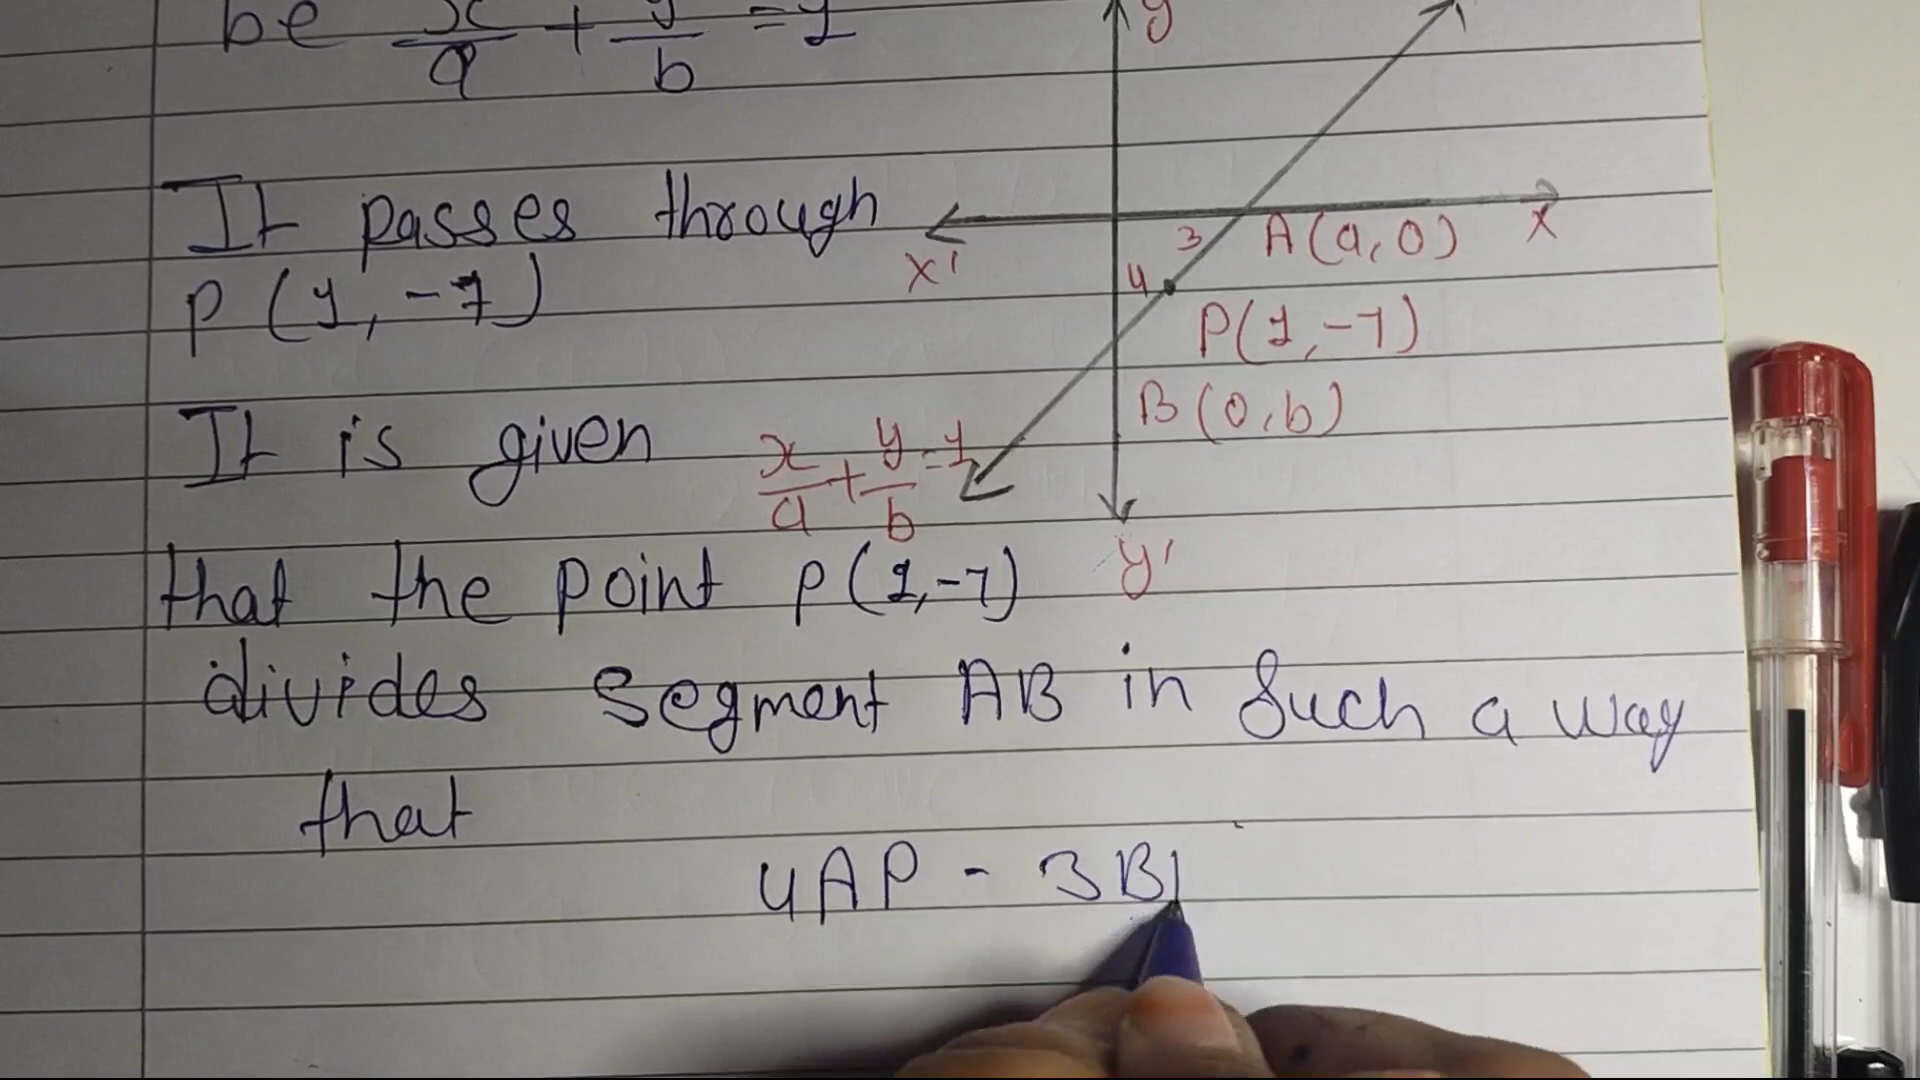 be x/a + y/b = 1
y
It passes through
P (1, -7)
x'
3
A(a,0)
x
4
P(1,-7)
B(0,b)
It is given
x/a + y/b = 1
y'
that the point P(1,-7)
divides segment AB in such a way
that
4AP - 3B